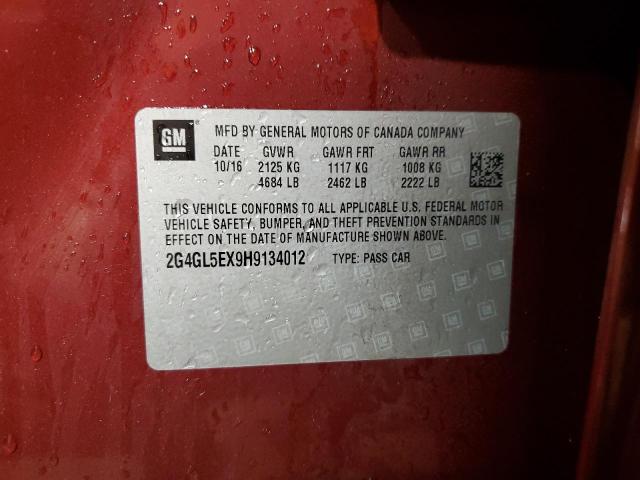 GM
MFD BY GENERAL MOTORS OF CANADA COMPANY
DATE GVWR GAWR FRT GAWR RR
10/16 2125 KG 1117 KG 1008 KG
4684 LB 2462 LB 2222 LB
THIS VEHICLE CONFORMS TO ALL APPLICABLE U.S. FEDERAL MOTOR
VEHICLE SAFETY, BUMPER, AND THEFT PREVENTION STANDARDS IN
EFFECT ON THE DATE OF MANUFACTURE SHOWN ABOVE.
2G4GL5EX9H9134012 TYPE: PASS CAR